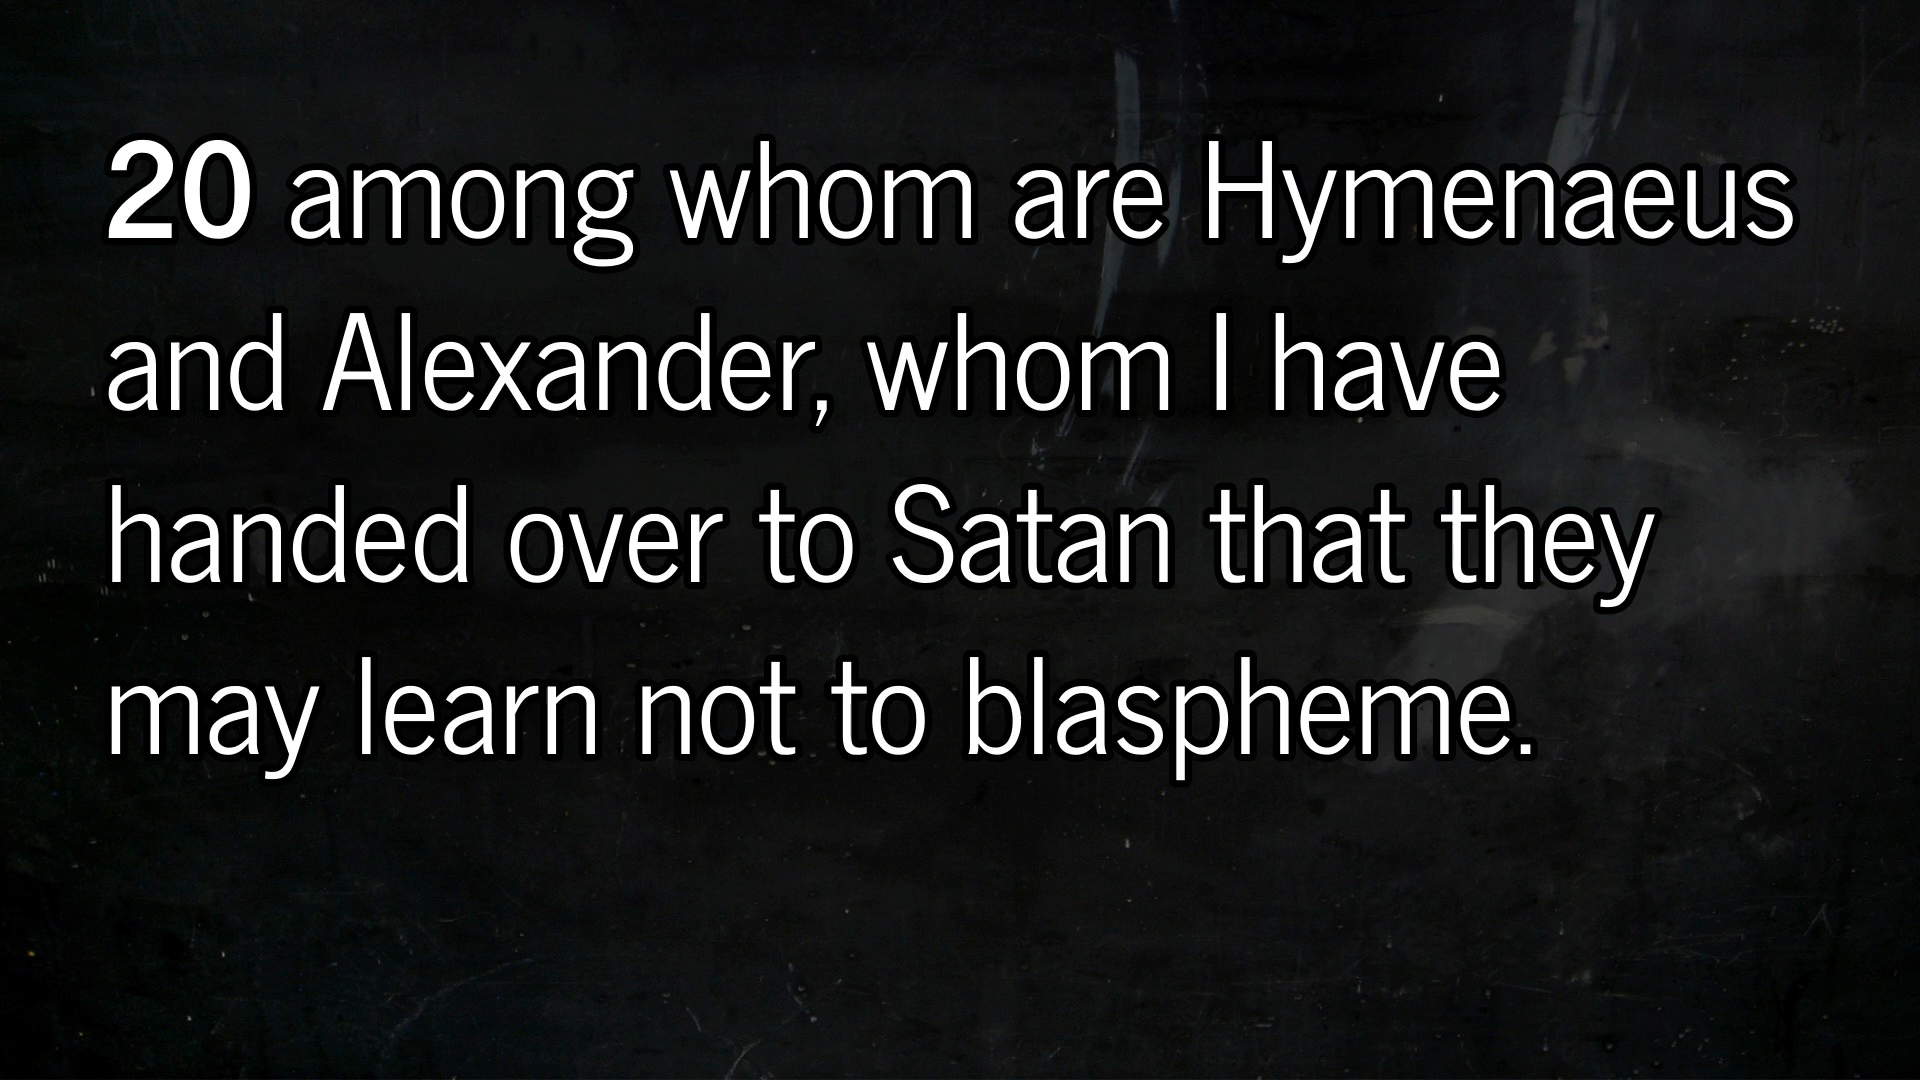 20 among whom are Hymenaeus
and Alexander, whom I have
handed over to Satan that they
may learn not to blaspheme.